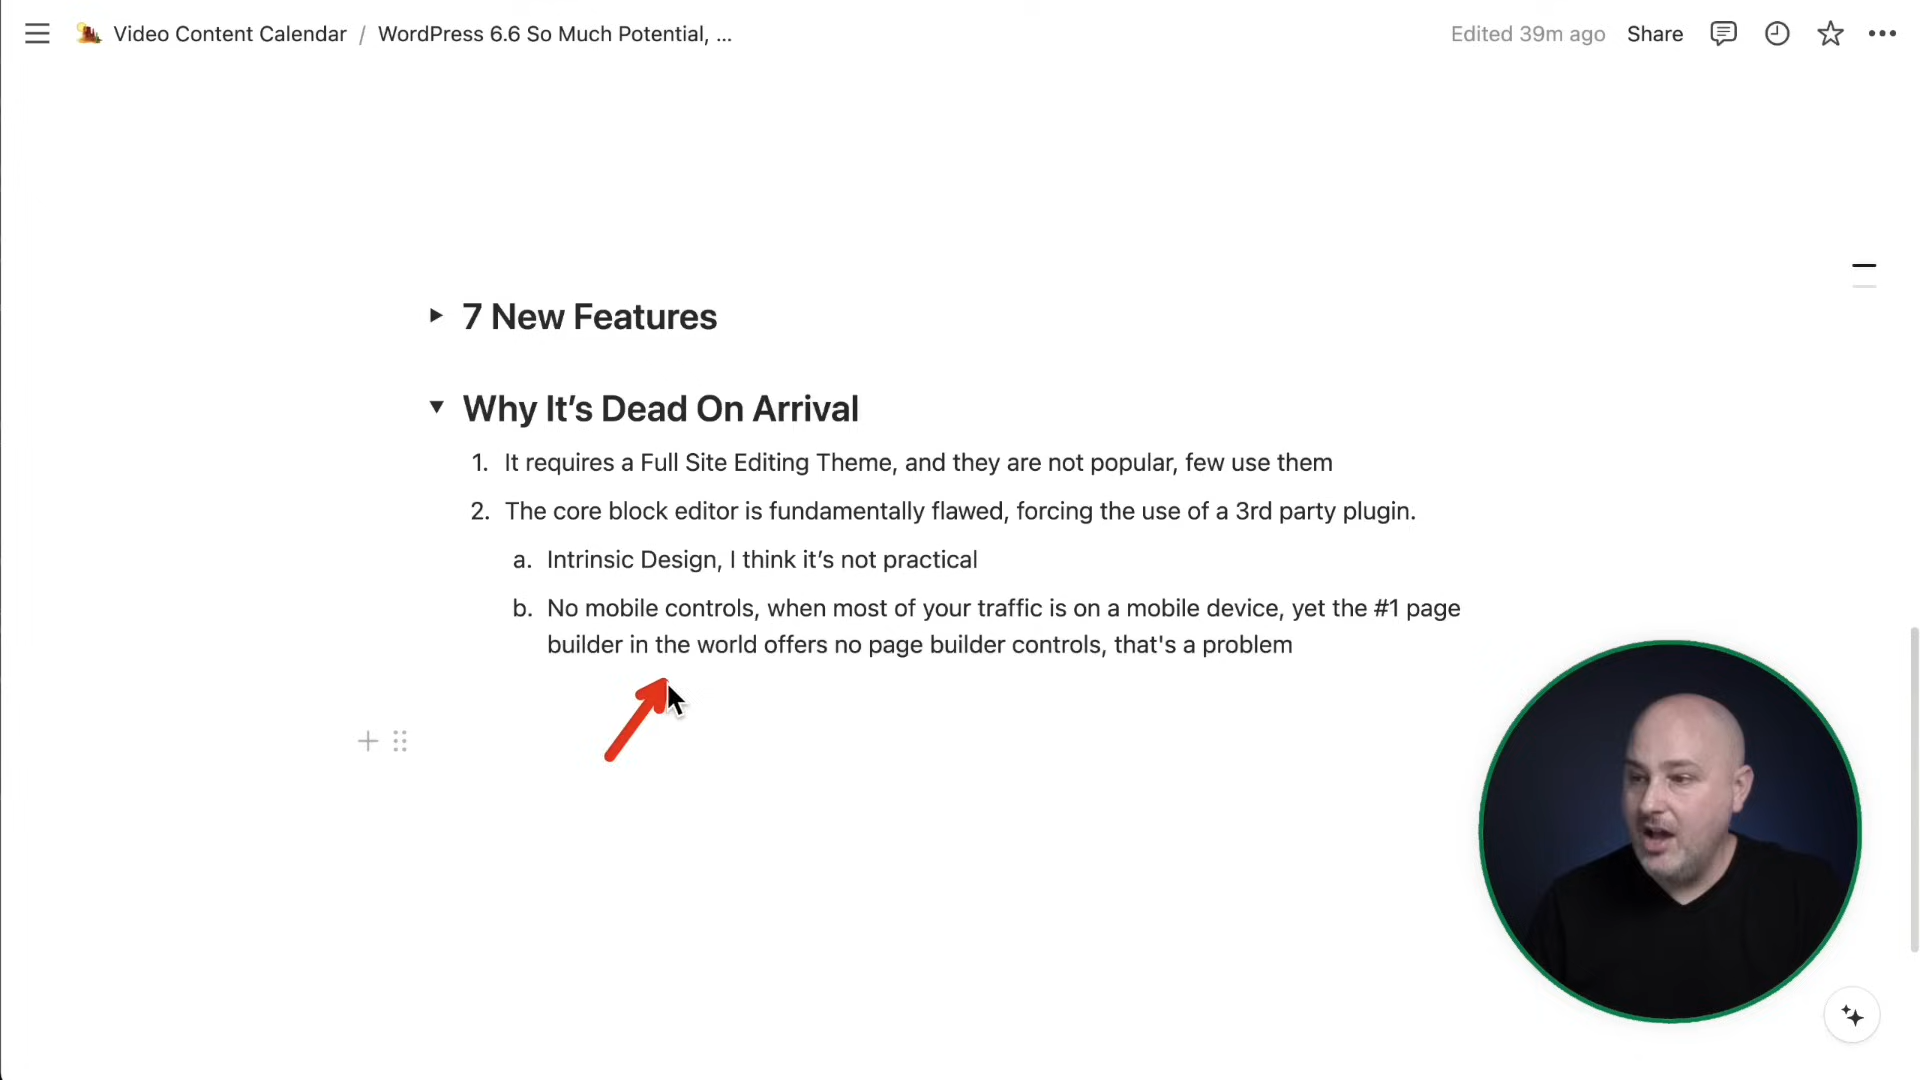 Video Content Calendar / WordPress 6.6 So Much Potential, ...
Edited 39m ago Share
7 New Features
Why It’s Dead On Arrival
1. It requires a Full Site Editing Theme, and they are not popular, few use them
2. The core block editor is fundamentally flawed, forcing the use of a 3rd party plugin.
a. Intrinsic Design, I think it’s not practical
b. No mobile controls, when most of your traffic is on a mobile device, yet the #1 page
builder in the world offers no page builder controls, that's a problem